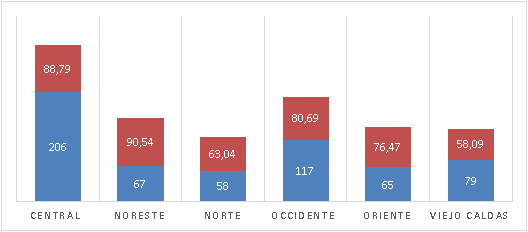 88,79 90,54 63,04 80,69 76,47 58,09
206 67 58 117 65 79
CENTRAL NORESTE NORTE OCCIDENTE ORIENTE VIEJO CALDAS